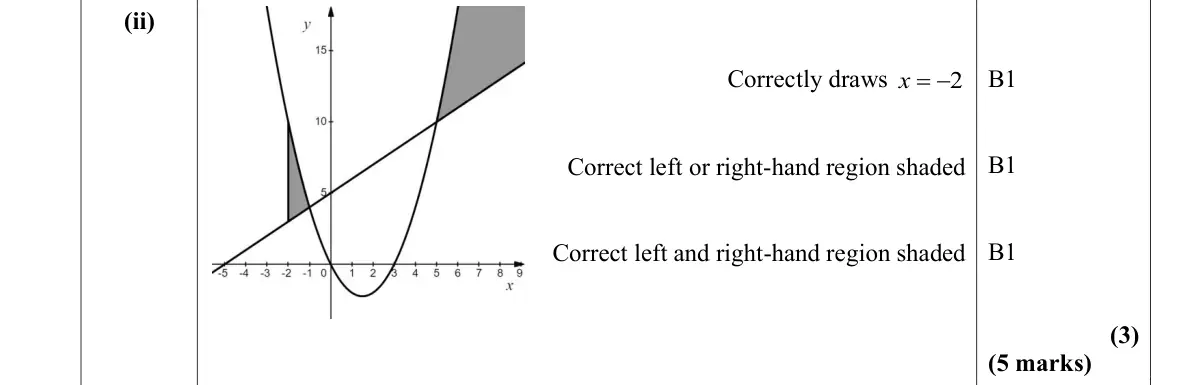 (ii)
y
15
Correctly draws x = −2 B1
10
Correct left or right-hand region shaded B1
5
Correct left and right-hand region shaded B1
-5 -4 -3 -2 -1 0 1 2 3 4 5 6 7 8 9
x
(3)
(5 marks)